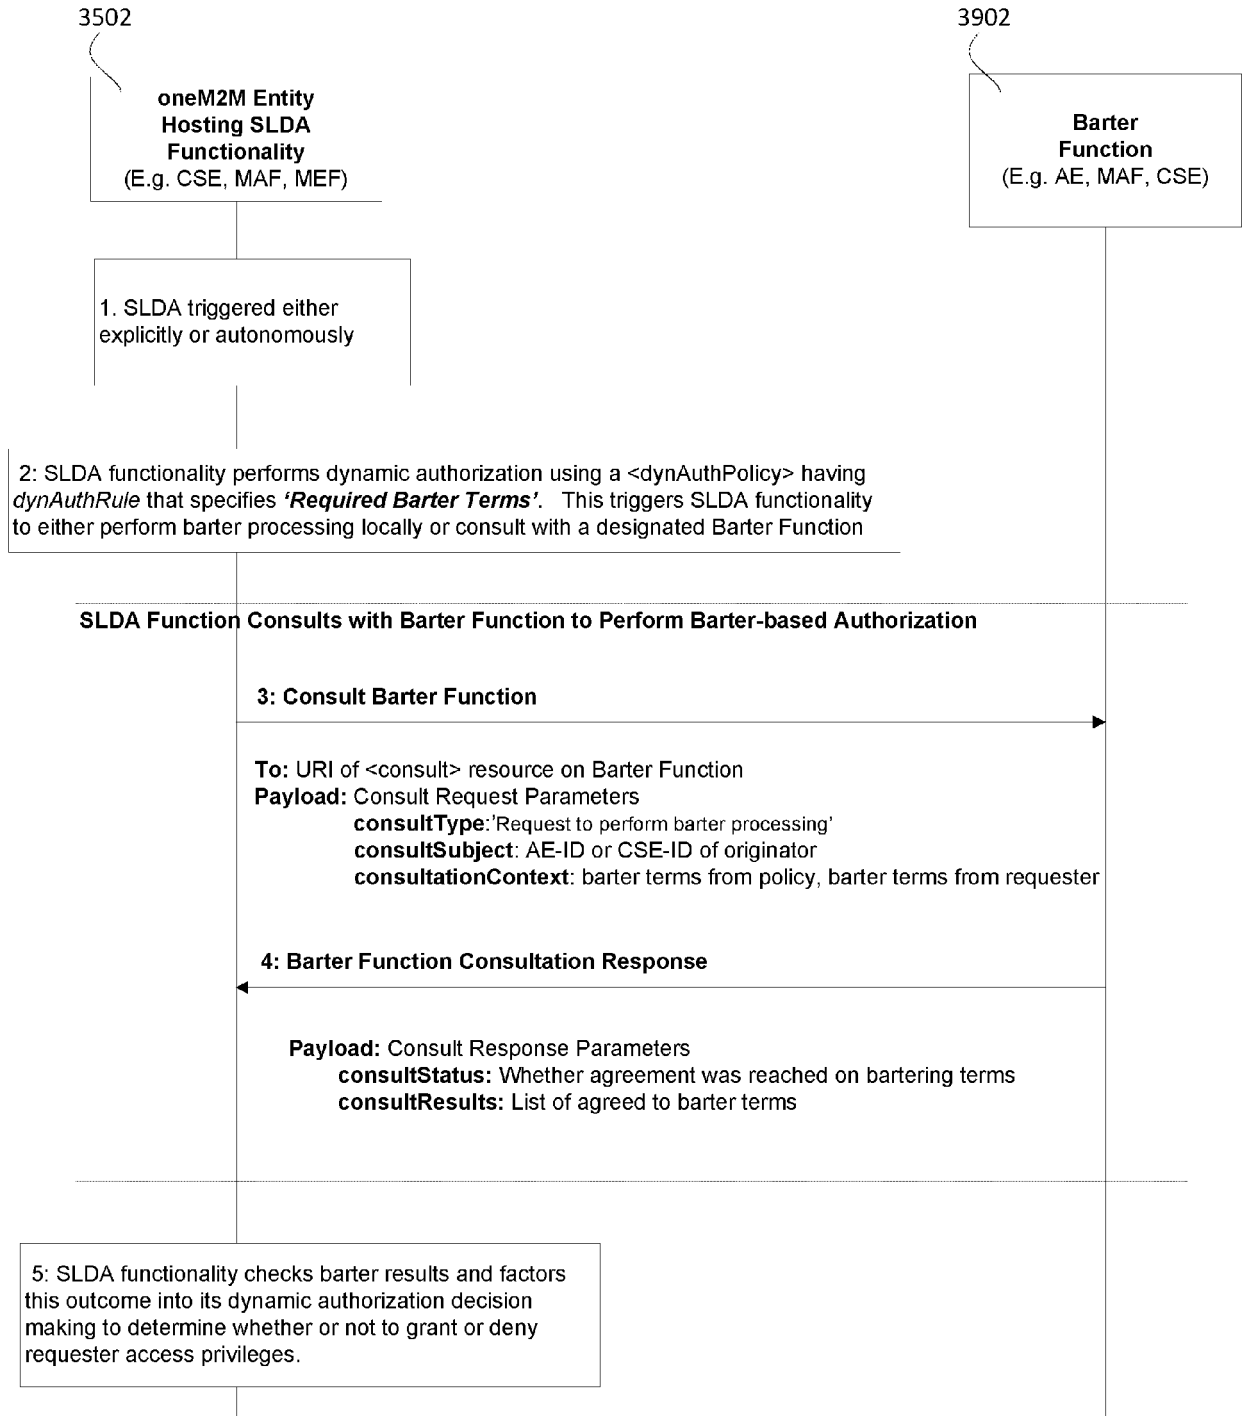 3502
3902
oneM2M Entity
Hosting SLDA
Functionality
(E.g. CSE, MAF, MEF)
Barter
Function
(E.g. AE, MAF, CSE)
1. SLDA triggered either
explicitly or autonomously
2: SLDA functionality performs dynamic authorization using a <dynAuthPolicy> having
dynAuthRule that specifies ‘Required Barter Terms’. This triggers SLDA functionality
to either perform barter processing locally or consult with a designated Barter Function
SLDA Function Consults with Barter Function to Perform Barter-based Authorization
3: Consult Barter Function
To: URI of <consult> resource on Barter Function
Payload: Consult Request Parameters
consultType:’Request to perform barter processing’
consultSubject: AE-ID or CSE-ID of originator
consultationContext: barter terms from policy, barter terms from requester
4: Barter Function Consultation Response
Payload: Consult Response Parameters
consultStatus: Whether agreement was reached on bartering terms
consultResults: List of agreed to barter terms
5: SLDA functionality checks barter results and factors
this outcome into its dynamic authorization decision
making to determine whether or not to grant or deny
requester access privileges.